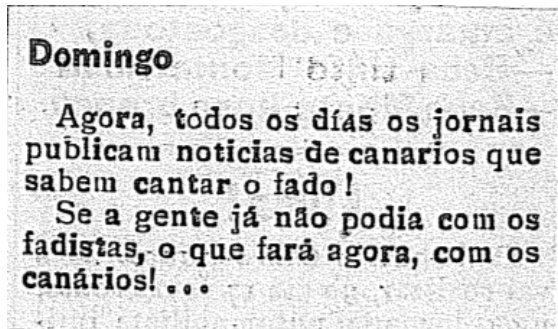 Domingo
Agora, todos os días os jornais
publicam noticias de canarios que
sabem cantar o fado!
Se a gente já não podia com os
fadistas, o que fará agora, com os
canários!...